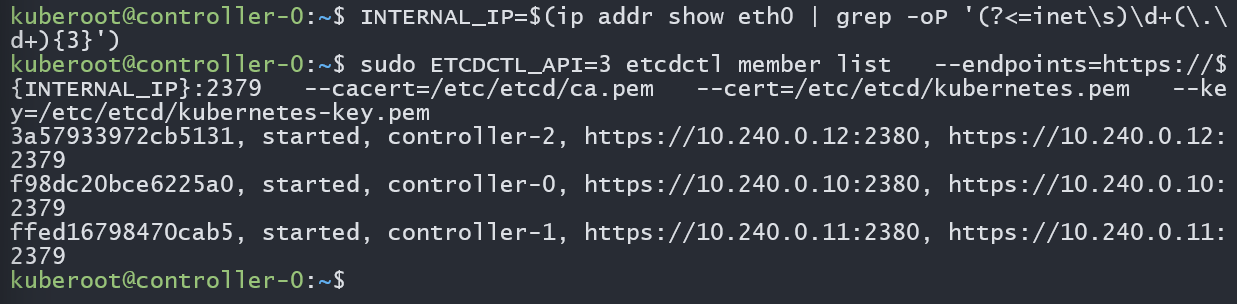 kuberoot@controller-0:~$ INTERNAL_IP=$(ip addr show eth0 | grep -oP '(?<=inet\s)\d+(\.\
d+){3}')
kuberoot@controller-0:~$ sudo ETCDCTL_API=3 etcdctl member list   --endpoints=https://$
{INTERNAL_IP}:2379   --cacert=/etc/etcd/ca.pem   --cert=/etc/etcd/kubernetes.pem   --ke
y=/etc/etcd/kubernetes-key.pem
3a57933972cb5131, started, controller-2, https://10.240.0.12:2380, https://10.240.0.12:
2379
f98dc20bce6225a0, started, controller-0, https://10.240.0.10:2380, https://10.240.0.10:
2379
ffed16798470cab5, started, controller-1, https://10.240.0.11:2380, https://10.240.0.11:
2379
kuberoot@controller-0:~$